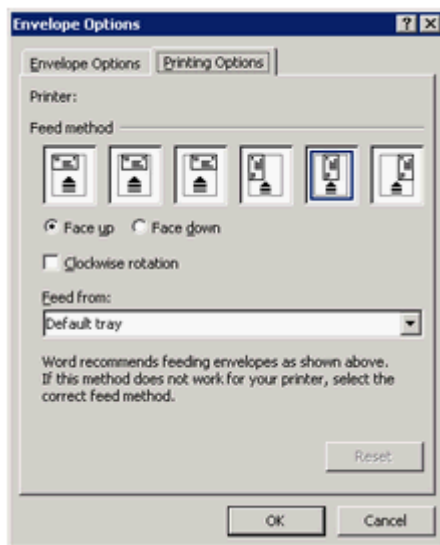 Envelope Options
Envelope Options Printing Options
Printer:
Feed method
Face up Face down
Clockwise rotation
Feed from:
Default tray
Word recommends feeding envelopes as shown above.
If this method does not work for your printer, select the
correct feed method.
Reset
OK Cancel